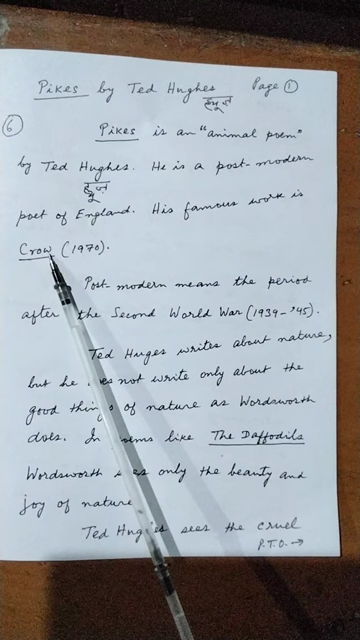 Pikes by Ted Hughes Page 1
ह्यूज
6
Pikes is an "animal poem"
by Ted Hughes. He is a post-modern
ह्यूज
poet of England. His famous work is
Crow (1970).
Post-modern means the period
after the Second World War (1939-'45).
Ted Huges writes about nature,
but he not write only about the
good of nature as Wordsworth
does. In like The Daffodils
Wordsworth only the beauty and
joy of nature
Ted sees the cruel
P.T.O. →